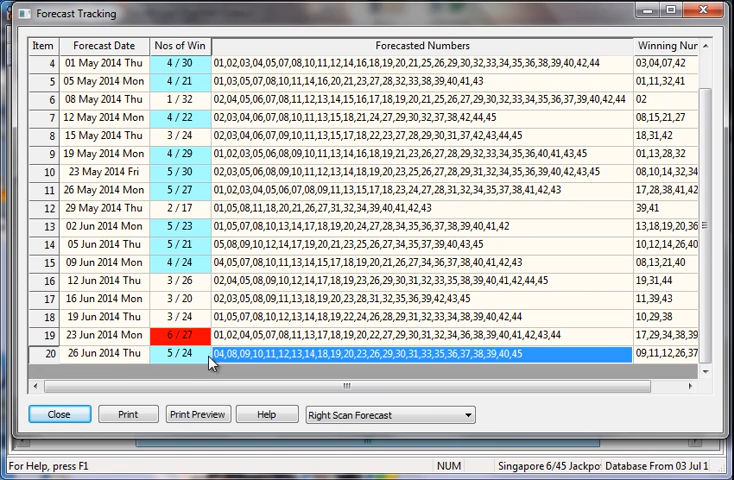 Forecast Tracking
Item Forecast Date Nos of Win Forecasted Numbers Winning Nur
4 01 May 2014 Thu 4 / 30 01,02,03,04,05,07,08,10,11,12,14,16,18,19,20,21,25,26,29,30,32,33,34,35,36,38,39,40,42,44 03,04,07,42
5 05 May 2014 Mon 4 / 21 01,03,05,07,08,10,11,14,16,20,21,23,27,28,32,33,35,38,40,41,43 01,11,32,41
6 08 May 2014 Thu 1 / 32 02,04,05,06,07,08,11,12,13,14,15,16,17,18,19,20,21,25,26,27,29,30,32,33,34,35,36,37,39,40,42,44 02
7 12 May 2014 Mon 4 / 22 01,02,04,05,07,08,09,10,11,13,15,18,21,24,27,29,30,37,38,42,44,45 08,15,21,27
8 15 May 2014 Thu 3 / 24 01,02,03,05,07,08,09,10,11,13,15,17,18,22,23,27,28,29,30,31,37,42,43,44,45 18,31,42
9 19 May 2014 Mon 4 / 29 01,02,03,05,06,08,09,10,11,13,14,16,18,19,21,23,26,27,28,29,32,33,34,35,36,40,41,43,45 01,13,28,32
10 23 May 2014 Fri 5 / 30 02,03,04,05,06,08,10,11,12,13,14,15,17,18,19,20,21,23,26,27,28,29,30,32,34,35,37,40,43,45 08,10,14,32,34
11 26 May 2014 Mon 5 / 27 01,02,03,04,05,06,07,08,09,11,13,15,17,18,23,24,27,28,29,31,34,37,38,41,42,43 17,28,38,41,42
12 29 May 2014 Thu 2 / 17 01,05,08,11,18,20,21,26,27,31,32,34,39,40,41,42,43 39,41
13 02 Jun 2014 Mon 5 / 23 01,05,07,08,10,13,14,17,18,19,20,24,27,28,34,35,36,37,38,39,40,41,42 13,18,19,20,36
14 05 Jun 2014 Thu 5 / 21 05,08,09,10,12,14,17,19,20,21,23,25,26,27,34,35,37,39,40,43,45 10,12,14,26,40
15 09 Jun 2014 Mon 4 / 24 01,05,07,08,10,11,13,14,15,17,18,19,21,23,27,28,31,32,33,35,39,40,41,43 08,13,21,40
16 12 Jun 2014 Thu 3 / 26 01,02,05,07,08,10,13,14,15,16,17,18,19,20,28,31,32,33,35,36,38,39,41,42,44,45 19,31,44
17 16 Jun 2014 Mon 3 / 20 02,03,05,08,09,11,13,14,15,20,23,28,31,32,35,36,39,42,43,45 11,39,43
18 19 Jun 2014 Thu 3 / 24 01,05,07,08,10,13,14,15,17,18,19,21,23,24,26,27,28,29,32,38,39,40,42,44 10,29,38
19 23 Jun 2014 Mon 6 / 27 01,02,04,05,07,08,11,13,17,18,19,20,22,27,29,30,31,32,34,36,38,39,41,42,43,44 17,29,34,38,39
20 26 Jun 2014 Thu 5 / 24 04,08,09,10,11,12,13,14,18,19,20,23,26,29,30,31,33,35,36,37,38,39,40,45 09,11,12,26,37
Close Print Print Preview Help Right Scan Forecast
For Help, press F1 NUM Singapore 6/45 Jackpo Database From 03 Jul 1